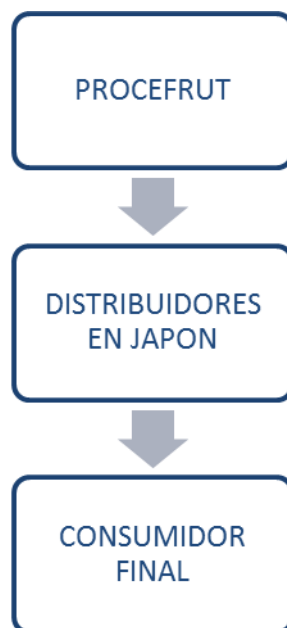 PROCEFRUT
DISTRIBUIDORES
EN JAPON
CONSUMIDOR
FINAL